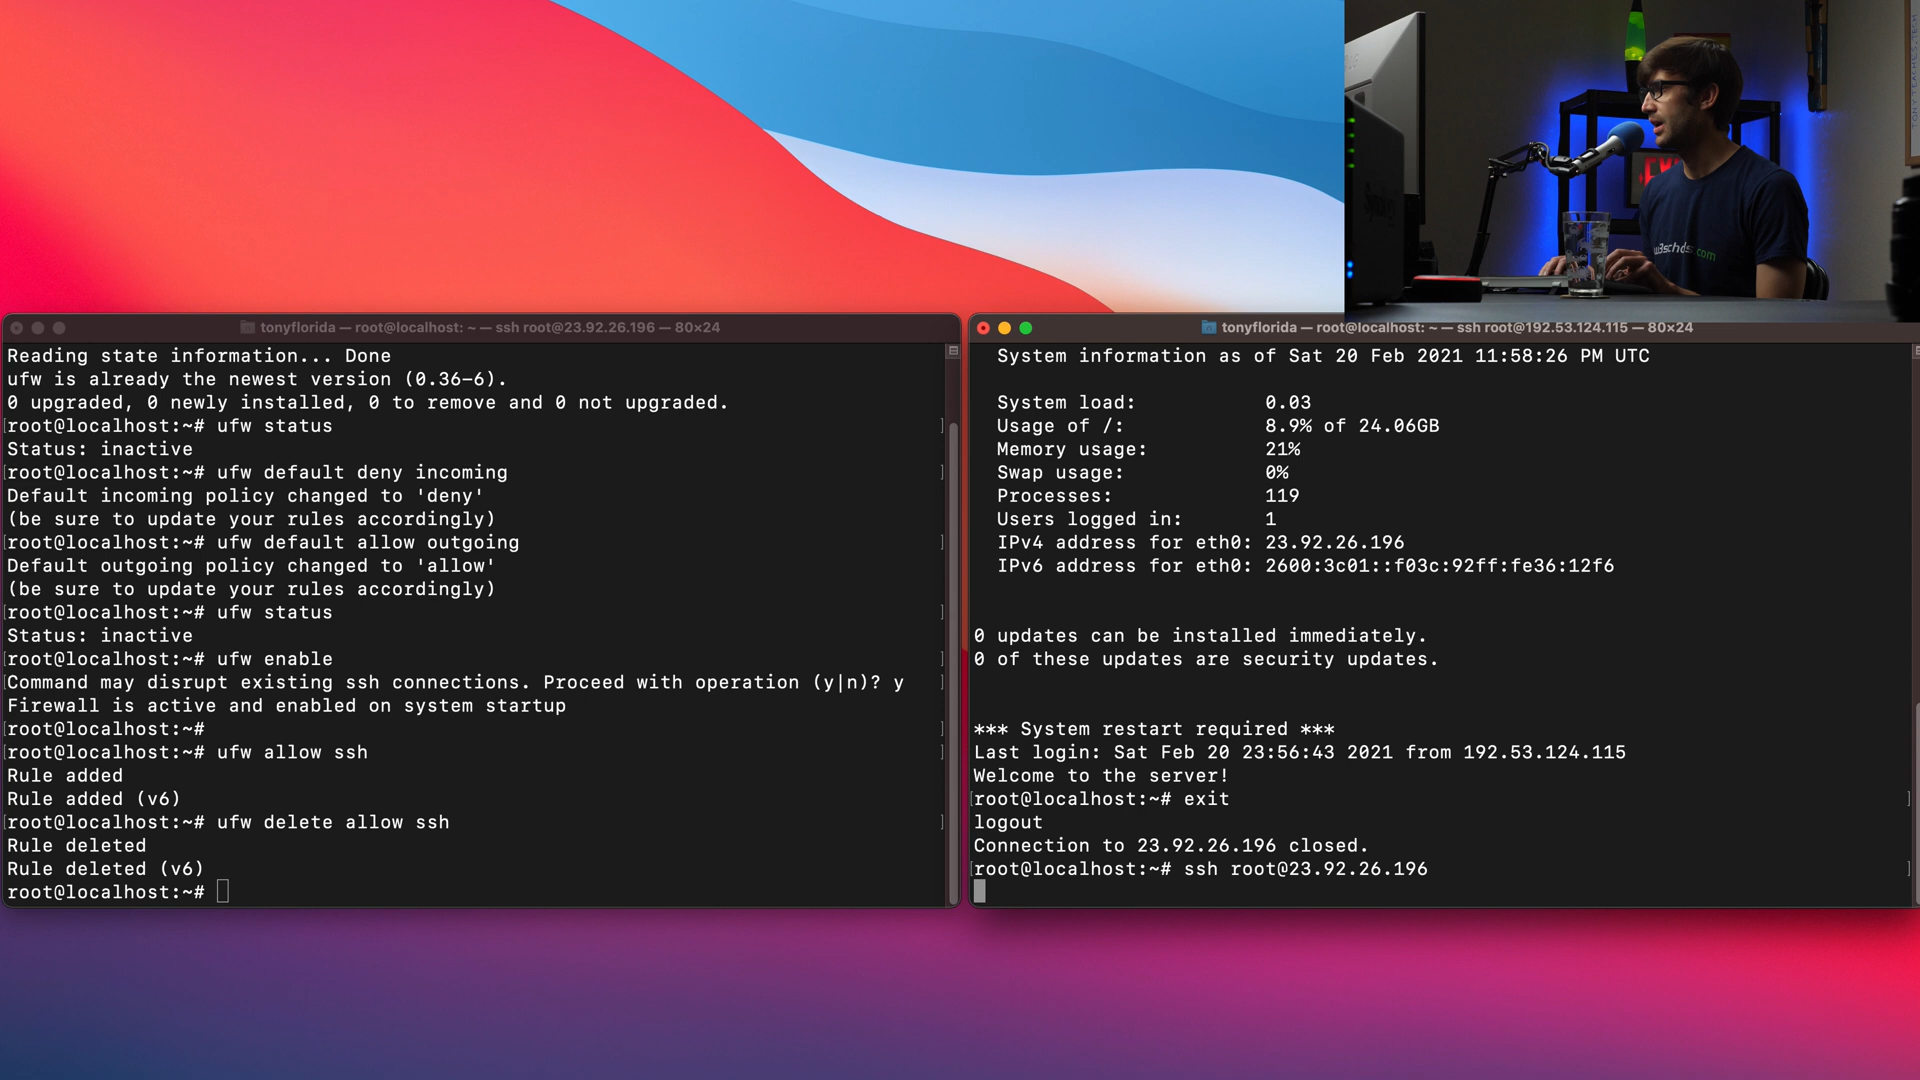 tonyflorida — root@localhost: ~ — ssh root@23.92.26.196 — 80×24
Reading state information... Done
ufw is already the newest version (0.36-6).
0 upgraded, 0 newly installed, 0 to remove and 0 not upgraded.
[root@localhost:~# ufw status ]
Status: inactive
[root@localhost:~# ufw default deny incoming ]
Default incoming policy changed to 'deny'
(be sure to update your rules accordingly)
[root@localhost:~# ufw default allow outgoing ]
Default outgoing policy changed to 'allow'
(be sure to update your rules accordingly)
[root@localhost:~# ufw status ]
Status: inactive
[root@localhost:~# ufw enable ]
[Command may disrupt existing ssh connections. Proceed with operation (y|n)? y ]
Firewall is active and enabled on system startup
[root@localhost:~# ]
[root@localhost:~# ufw allow ssh ]
Rule added
Rule added (v6)
[root@localhost:~# ufw delete allow ssh ]
Rule deleted
Rule deleted (v6)
root@localhost:~#
tonyflorida — root@localhost: ~ — ssh root@192.53.124.115 — 80×24
System information as of Sat 20 Feb 2021 11:58:26 PM UTC
System load: 0.03
Usage of /: 8.9% of 24.06GB
Memory usage: 21%
Swap usage: 0%
Processes: 119
Users logged in: 1
IPv4 address for eth0: 23.92.26.196
IPv6 address for eth0: 2600:3c01::f03c:92ff:fe36:12f6
0 updates can be installed immediately.
0 of these updates are security updates.
*** System restart required ***
Last login: Sat Feb 20 23:56:43 2021 from 192.53.124.115
Welcome to the server!
[root@localhost:~# exit ]
logout
Connection to 23.92.26.196 closed.
[root@localhost:~# ssh root@23.92.26.196 ]